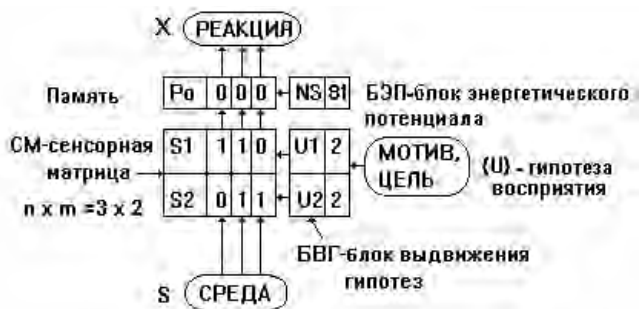 X РЕАКЦИЯ
Память Po 0 0 0 NS 81 БЭП-блок энергетического
потенциала
СМ-сенсорная
матрица
S1 1 1 0 U1 2
МОТИВ,
ЦЕЛЬ
(U) - гипотеза
восприятия
n x m = 3 x 2
S2 0 1 1 U2 2
БВГ-блок выдвижения
гипотез
S СРЕДА